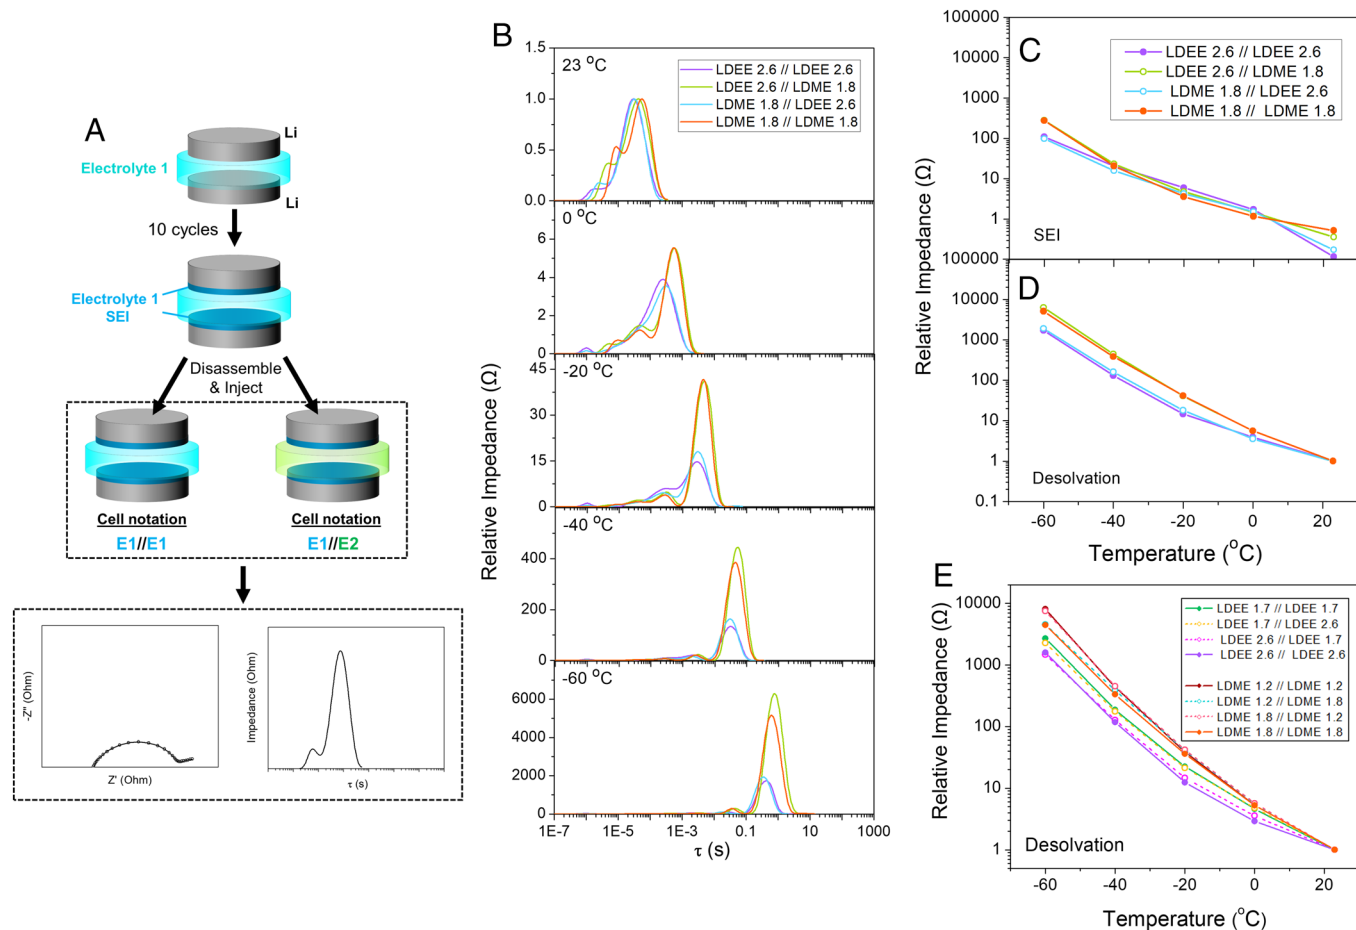 A
Li
Electrolyte 1
Li
10 cycles
Electrolyte 1
SEI
Disassemble
& Inject
Cell notation
E1//E1
Cell notation
E1//E2
-Z" (Ohm)
Z' (Ohm)
Impedance (Ohm)
τ (s)
B
Relative Impedance (Ω)
23 °C
LDEE 2.6 // LDEE 2.6
LDEE 2.6 // LDME 1.8
LDME 1.8 // LDEE 2.6
LDME 1.8 // LDME 1.8
1.5
1.0
0.5
0.0
0 °C
6
4
2
0
-20 °C
45
30
15
0
-40 °C
400
200
0
-60 °C
6000
4000
2000
0
1E-7 1E-5 1E-3 0.1 10 1000
τ (s)
C
Relative Impedance (Ω)
100000
10000
1000
100
10
1
LDEE 2.6 // LDEE 2.6
LDEE 2.6 // LDME 1.8
LDME 1.8 // LDEE 2.6
LDME 1.8 // LDME 1.8
SEI
D
100000
10000
1000
100
10
1
0.1
Desolvation
-60 -40 -20 0 20
Temperature (°C)
E
Relative Impedance (Ω)
10000
1000
100
10
1
LDEE 1.7 // LDEE 1.7
LDEE 1.7 // LDEE 2.6
LDEE 2.6 // LDEE 1.7
LDEE 2.6 // LDEE 2.6
LDME 1.2 // LDME 1.2
LDME 1.2 // LDME 1.8
LDME 1.8 // LDME 1.2
LDME 1.8 // LDME 1.8
Desolvation
-60 -40 -20 0 20
Temperature (°C)